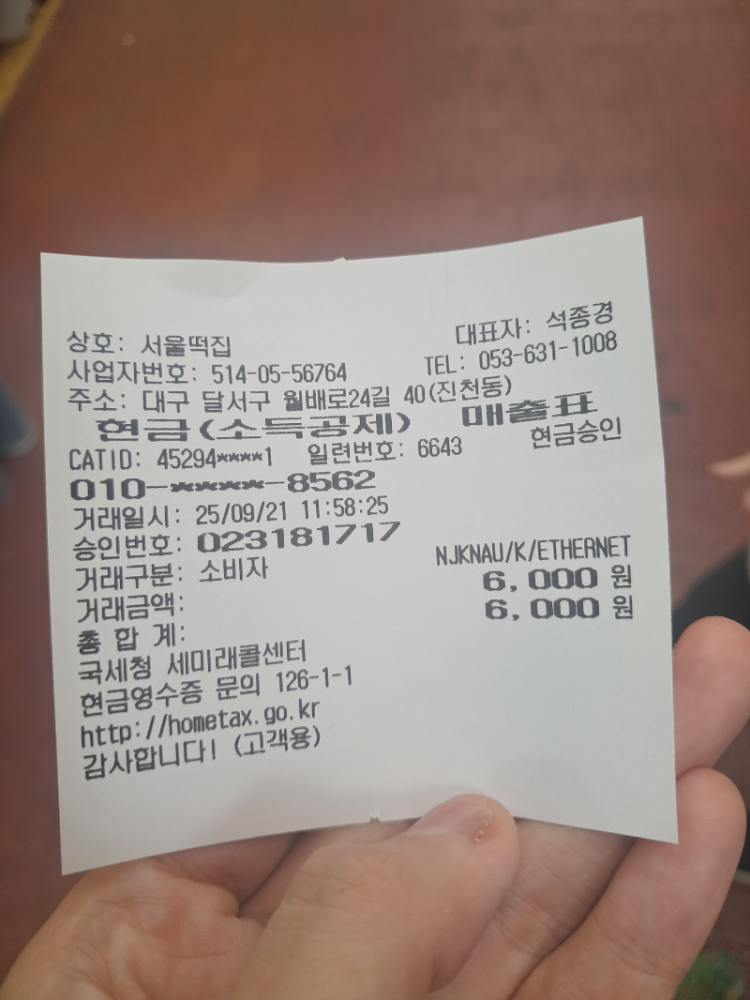 상호: 서울떡집 대표자: 석종경
사업자번호: 514-05-56764 TEL: 053-631-1008
주소: 대구 달서구 월배로24길 40(진천동)
현금(소득공제) 매출표
CATID: 45294****1 일련번호: 6643 현금승인
010-****-8562
거래일시: 25/09/21 11:58:25
승인번호: 023181717
거래구분: 소비자 NJKNAU/K/ETHERNET
거래금액: 6,000 원
총 합 계: 6,000 원
국세청 세미래콜센터
현금영수증 문의 126-1-1
http://hometax.go.kr
감사합니다! (고객용)